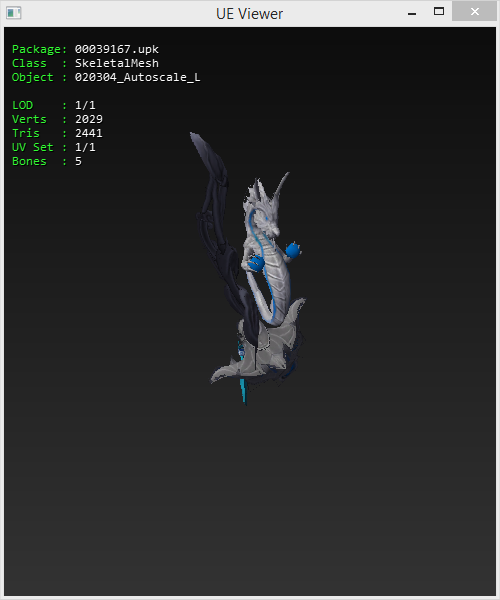 UE Viewer
Package: 00039167.upk
Class  : SkeletalMesh
Object : 020304_Autoscale_L
LOD    : 1/1
Verts  : 2029
Tris   : 2441
UV Set : 1/1
Bones  : 5